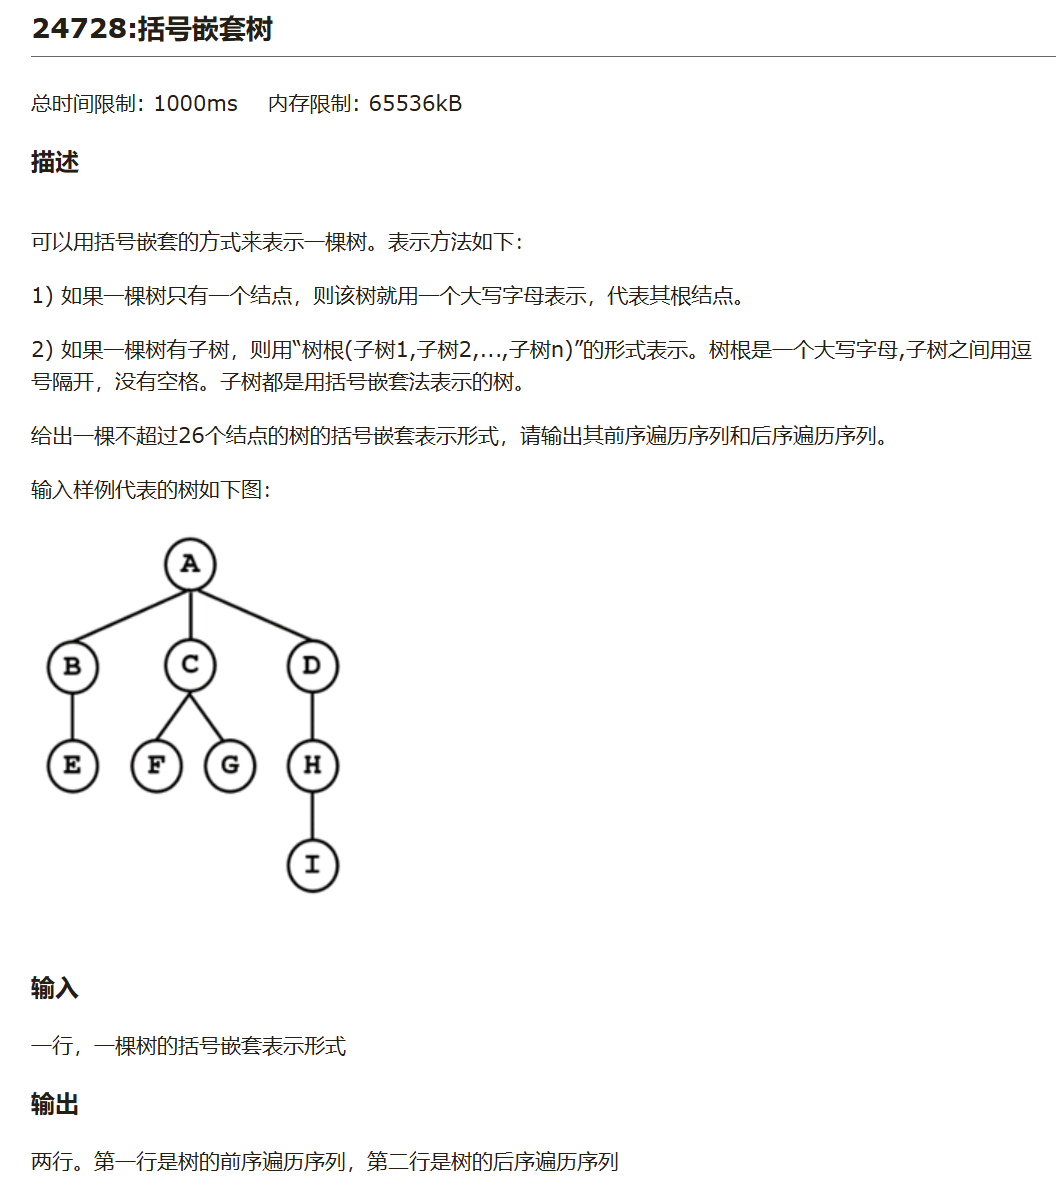 24728:括号嵌套树
总时间限制: 1000ms 内存限制: 65536kB
描述
可以用括号嵌套的方式来表示一棵树。表示方法如下：
1) 如果一棵树只有一个结点，则该树就用一个大写字母表示，代表其根结点。
2) 如果一棵树有子树，则用“树根(子树1,子树2,...,子树n)”的形式表示。树根是一个大写字母,子树之间用逗
号隔开，没有空格。子树都是用括号嵌套法表示的树。
给出一棵不超过26个结点的树的括号嵌套表示形式，请输出其前序遍历序列和后序遍历序列。
输入样例代表的树如下图：
A
B C D
E F G H
I
输入
一行，一棵树的括号嵌套表示形式
输出
两行。第一行是树的前序遍历序列，第二行是树的后序遍历序列